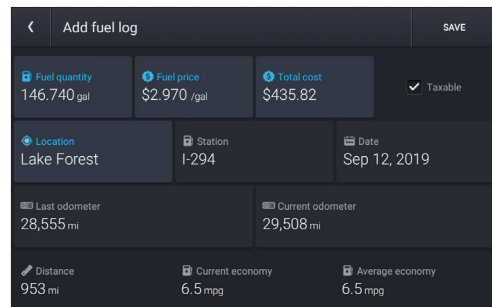 Add fuel log SAVE
Fuel quantity Fuel price Total cost
146.740 gal $2.970 /gal $435.82 Taxable
Location Station Date
Lake Forest I-294 Sep 12, 2019
Last odometer Current odometer
28,555 mi 29,508 mi
Distance Current economy Average economy
953 mi 6.5 mpg 6.5 mpg